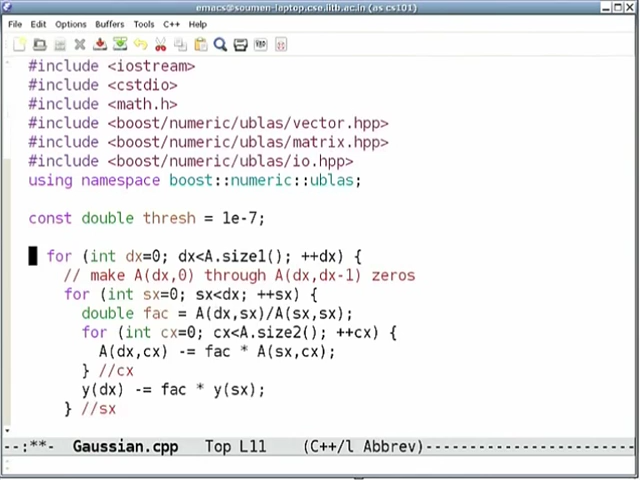 emacs@soumen-laptop.cse.iitb.ac.in (as cs101)
File Edit Options Buffers Tools C++ Help
#include <iostream>
#include <cstdio>
#include <math.h>
#include <boost/numeric/ublas/vector.hpp>
#include <boost/numeric/ublas/matrix.hpp>
#include <boost/numeric/ublas/io.hpp>
using namespace boost::numeric::ublas;
const double thresh = 1e-7;
for (int dx=0; dx<A.size1(); ++dx) {
// make A(dx,0) through A(dx,dx-1) zeros
for (int sx=0; sx<dx; ++sx) {
double fac = A(dx,sx)/A(sx,sx);
for (int cx=0; cx<A.size2(); ++cx) {
A(dx,cx) -= fac * A(sx,cx);
} //cx
y(dx) -= fac * y(sx);
} //sx
--:**- Gaussian.cpp Top L11 (C++/l Abbrev)------------------------